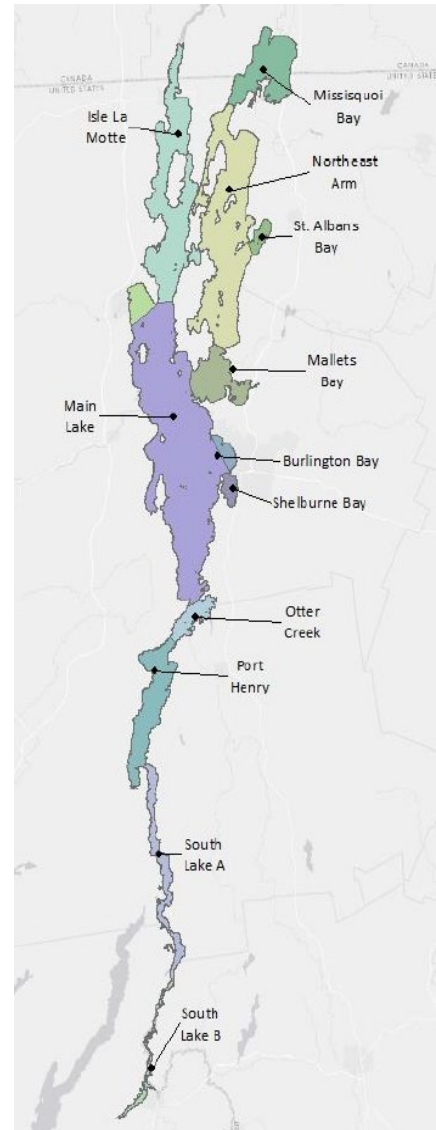 CANADA
UNITED STATES
CANADA
UNITED STATES
Missisquoi
Bay
Isle La
Motte
Northeast
Arm
St. Albans
Bay
Mallets
Bay
Main
Lake
Burlington Bay
Shelburne Bay
Otter
Creek
Port
Henry
South
Lake A
South
Lake B